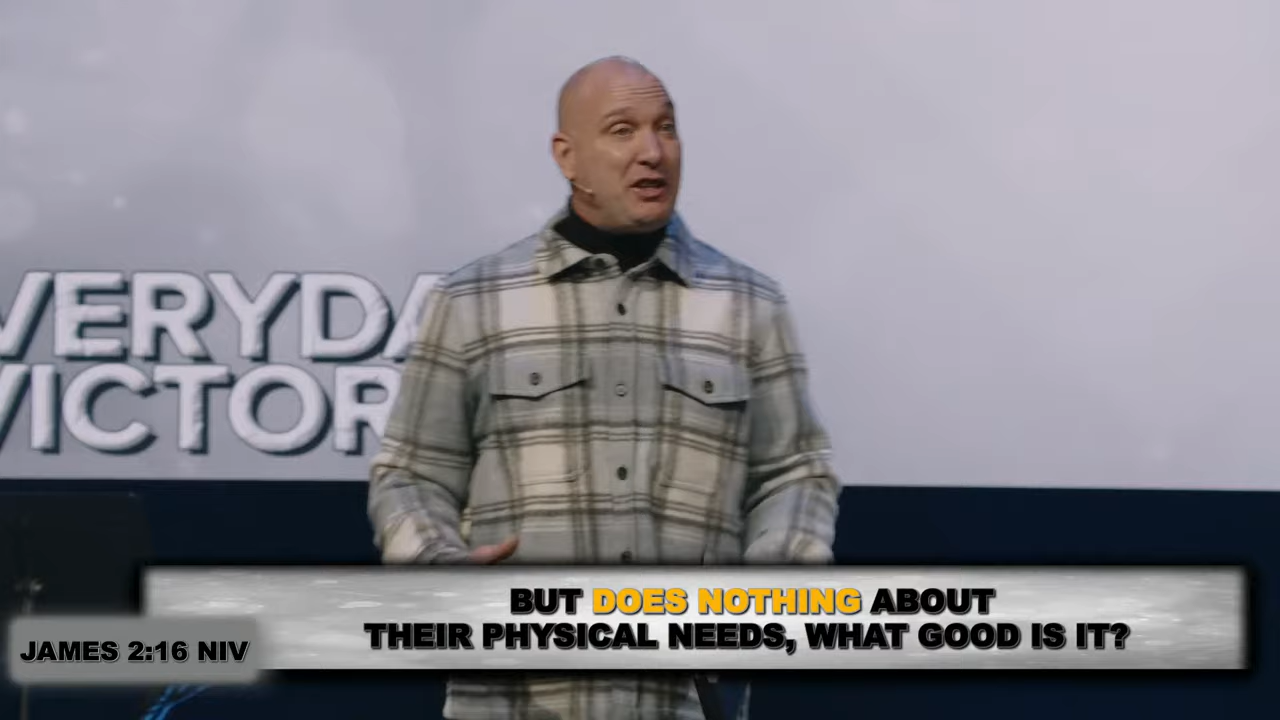 VERYDA
VICTOR
BUT DOES NOTHING ABOUT
THEIR PHYSICAL NEEDS, WHAT GOOD IS IT?
JAMES 2:16 NIV